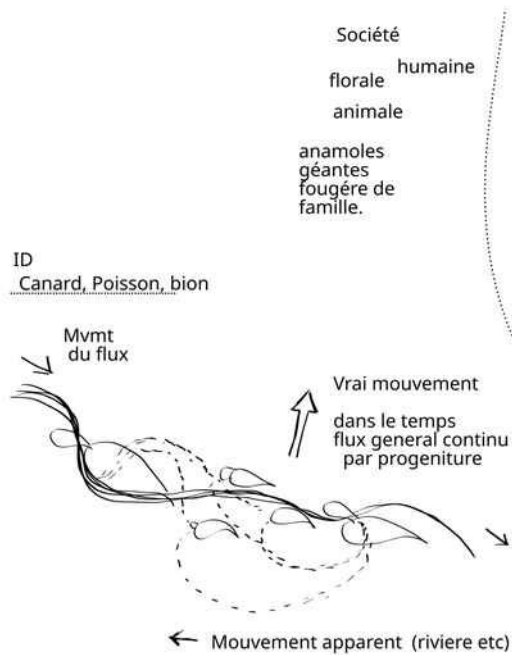 Société
humaine
florale
animale
anamoles
géantes
fougére de
famille.
ID
Canard, Poisson, bion
Mvmt
du flux
Vrai mouvement
dans le temps
flux general continu
par progeniture
Mouvement apparent (riviere etc)